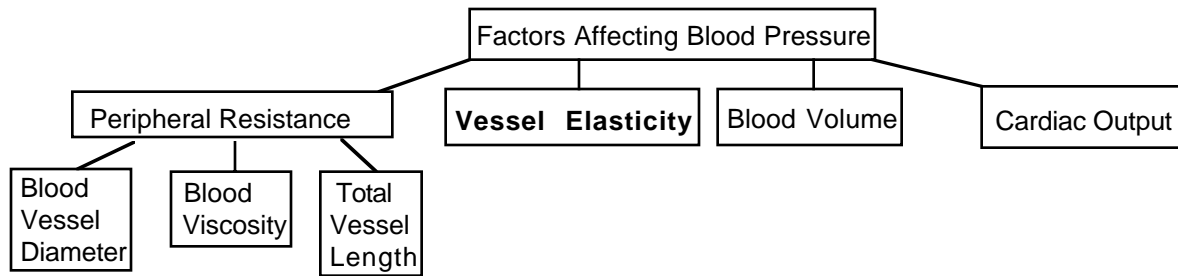 Factors Affecting Blood Pressure
Peripheral Resistance
Vessel Elasticity
Blood Volume
Cardiac Output
Blood
Vessel
Diameter
Blood
Viscosity
Total
Vessel
Length